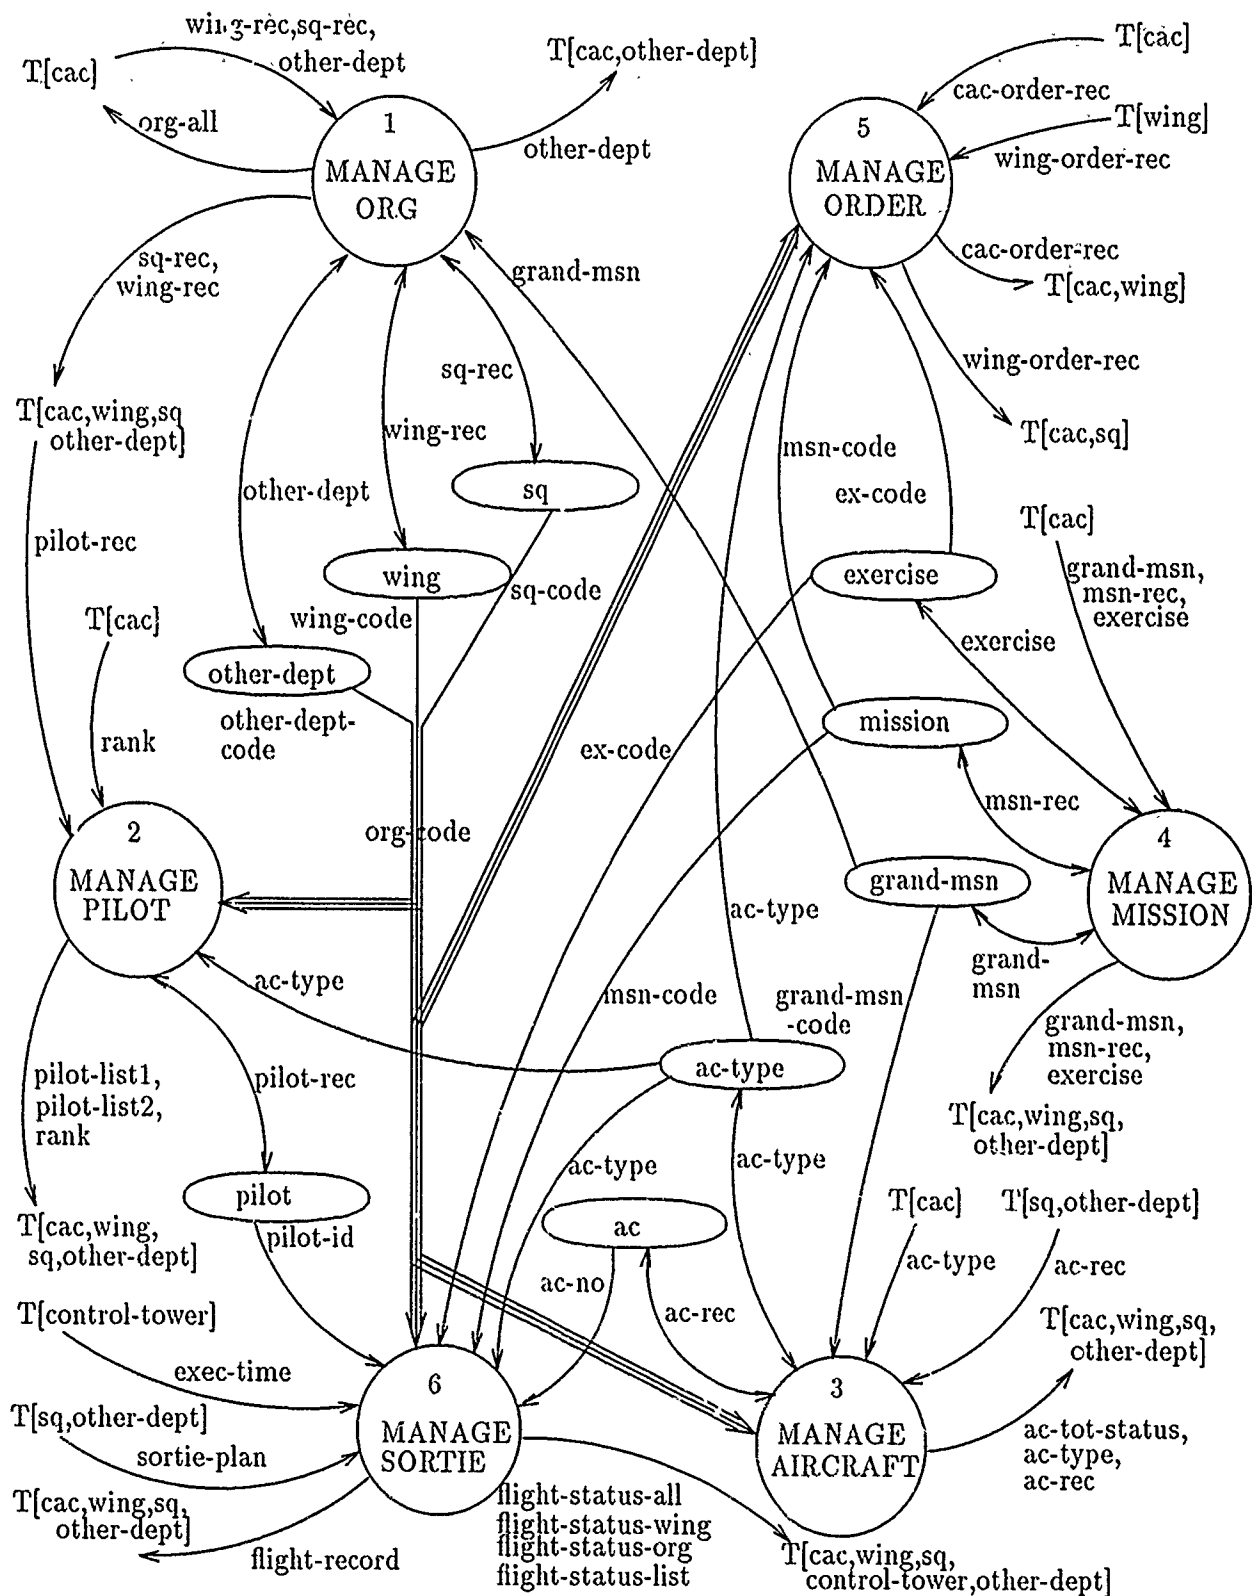 wing-rec,sq-rec,
other-dept
T[cac]
org-all
T[cac,other-dept]
other-dept
1
MANAGE
ORG
T[cac]
cac-order-rec
T[wing]
wing-order-rec
5
MANAGE
ORDER
cac-order-rec
T[cac,wing]
wing-order-rec
T[cac,sq]
sq-rec,
wing-rec
grand-msn
T[cac,wing,sq
other-dept]
sq-rec
wing-rec
other-dept
sq
msn-code
ex-code
T[cac]
pilot-rec
wing
exercise
grand-msn,
msn-rec,
exercise
sq-code
wing-code
T[cac]
exercise
other-dept
other-dept-
code
mission
rank
ex-code
msn-rec
org-code
2
MANAGE
PILOT
4
MANAGE
MISSION
grand-msn
ac-type
grand-
msn
ac-type
msn-code
grand-msn
-code
grand-msn,
msn-rec,
exercise
ac-type
pilot-list1,
pilot-list2,
rank
pilot-rec
T[cac,wing,sq,
other-dept]
ac-type
ac-type
pilot
T[cac]
T[sq,other-dept]
T[cac,wing,
sq,other-dept]
pilot-id
ac
ac-type
ac-rec
ac-no
ac-rec
T[control-tower]
T[cac,wing,sq,
other-dept]
exec-time
6
MANAGE
SORTIE
3
MANAGE
AIRCRAFT
T[sq,other-dept]
sortie-plan
ac-tot-status,
ac-type,
ac-rec
T[cac,wing,sq,
other-dept]
flight-record
flight-status-all
flight-status-wing
flight-status-org
flight-status-list
T[cac,wing,sq,
control-tower,other-dept]